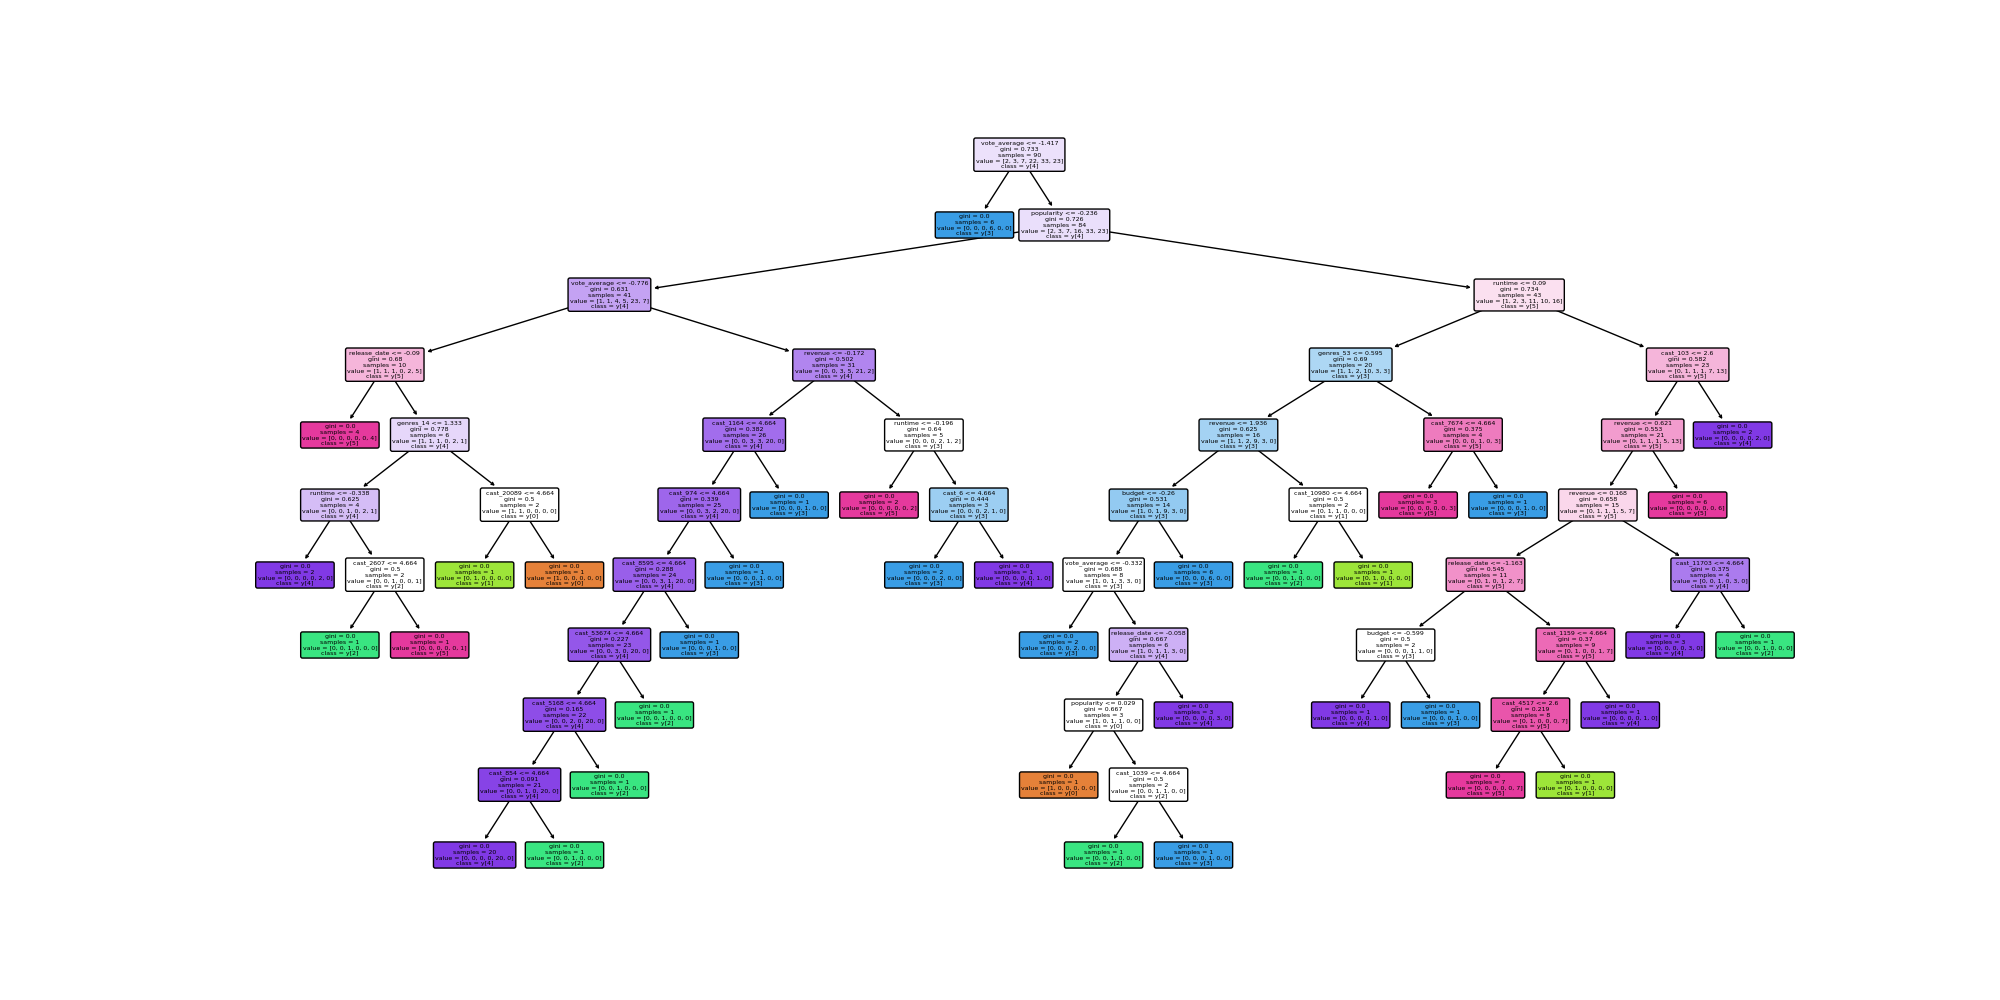 vote_average <= -1.417
gini = 0.733
samples = 90
value = [2, 3, 7, 22, 33, 23]
class = y[4]
gini = 0.0
samples = 6
value = [0, 0, 0, 6, 0, 0]
class = y[3]
popularity <= -0.236
gini = 0.726
samples = 84
value = [2, 3, 7, 16, 33, 23]
class = y[4]
vote_average <= -0.776
gini = 0.631
samples = 41
value = [1, 1, 4, 5, 23, 7]
class = y[4]
runtime <= 0.09
gini = 0.734
samples = 43
value = [1, 2, 3, 11, 10, 16]
class = y[5]
release_date <= -0.09
gini = 0.68
samples = 10
value = [1, 1, 1, 0, 2, 5]
class = y[5]
revenue <= -0.172
gini = 0.502
samples = 31
value = [0, 0, 3, 5, 21, 2]
class = y[4]
genres_53 <= 0.595
gini = 0.69
samples = 20
value = [1, 1, 2, 10, 3, 3]
class = y[3]
cast_103 <= 2.6
gini = 0.582
samples = 23
value = [0, 1, 1, 1, 7, 13]
class = y[5]
gini = 0.0
samples = 4
value = [0, 0, 0, 0, 0, 4]
class = y[5]
genres_14 <= 1.333
gini = 0.778
samples = 6
value = [1, 1, 1, 0, 2, 1]
class = y[4]
cast_1164 <= 4.664
gini = 0.382
samples = 26
value = [0, 0, 3, 3, 20, 0]
class = y[4]
runtime <= -0.196
gini = 0.64
samples = 5
value = [0, 0, 0, 2, 1, 2]
class = y[3]
revenue <= 1.936
gini = 0.625
samples = 16
value = [1, 1, 2, 9, 3, 0]
class = y[3]
cast_7674 <= 4.664
gini = 0.375
samples = 4
value = [0, 0, 0, 1, 0, 3]
class = y[5]
revenue <= 0.621
gini = 0.553
samples = 21
value = [0, 1, 1, 1, 5, 13]
class = y[5]
gini = 0.0
samples = 2
value = [0, 0, 0, 0, 2, 0]
class = y[4]
runtime <= -0.338
gini = 0.625
samples = 4
value = [0, 0, 1, 0, 2, 1]
class = y[4]
cast_20089 <= 4.664
gini = 0.5
samples = 2
value = [1, 1, 0, 0, 0, 0]
class = y[0]
cast_974 <= 4.664
gini = 0.339
samples = 25
value = [0, 0, 3, 2, 20, 0]
class = y[4]
gini = 0.0
samples = 1
value = [0, 0, 0, 1, 0, 0]
class = y[3]
gini = 0.0
samples = 2
value = [0, 0, 0, 0, 0, 2]
class = y[5]
cast_6 <= 4.664
gini = 0.444
samples = 3
value = [0, 0, 0, 2, 1, 0]
class = y[3]
budget <= -0.26
gini = 0.531
samples = 14
value = [1, 0, 1, 9, 3, 0]
class = y[3]
cast_10980 <= 4.664
gini = 0.5
samples = 2
value = [0, 1, 1, 0, 0, 0]
class = y[1]
gini = 0.0
samples = 3
value = [0, 0, 0, 0, 0, 3]
class = y[5]
gini = 0.0
samples = 1
value = [0, 0, 0, 1, 0, 0]
class = y[3]
revenue <= 0.168
gini = 0.658
samples = 15
value = [0, 1, 1, 1, 5, 7]
class = y[5]
gini = 0.0
samples = 6
value = [0, 0, 0, 0, 0, 6]
class = y[5]
gini = 0.0
samples = 2
value = [0, 0, 0, 0, 2, 0]
class = y[4]
cast_2607 <= 4.664
gini = 0.5
samples = 2
value = [0, 0, 1, 0, 0, 1]
class = y[2]
gini = 0.0
samples = 1
value = [0, 1, 0, 0, 0, 0]
class = y[1]
gini = 0.0
samples = 1
value = [1, 0, 0, 0, 0, 0]
class = y[0]
cast_8595 <= 4.664
gini = 0.288
samples = 24
value = [0, 0, 3, 1, 20, 0]
class = y[4]
gini = 0.0
samples = 1
value = [0, 0, 0, 1, 0, 0]
class = y[3]
gini = 0.0
samples = 2
value = [0, 0, 0, 2, 0, 0]
class = y[3]
gini = 0.0
samples = 1
value = [0, 0, 0, 0, 1, 0]
class = y[4]
vote_average <= -0.332
gini = 0.688
samples = 8
value = [1, 0, 1, 3, 3, 0]
class = y[3]
gini = 0.0
samples = 6
value = [0, 0, 0, 6, 0, 0]
class = y[3]
gini = 0.0
samples = 1
value = [0, 0, 1, 0, 0, 0]
class = y[2]
gini = 0.0
samples = 1
value = [0, 1, 0, 0, 0, 0]
class = y[1]
release_date <= -1.163
gini = 0.545
samples = 11
value = [0, 1, 0, 1, 2, 7]
class = y[5]
cast_11703 <= 4.664
gini = 0.375
samples = 4
value = [0, 0, 1, 0, 3, 0]
class = y[4]
gini = 0.0
samples = 1
value = [0, 0, 1, 0, 0, 0]
class = y[2]
gini = 0.0
samples = 1
value = [0, 0, 0, 0, 0, 1]
class = y[5]
cast_53674 <= 4.664
gini = 0.227
samples = 23
value = [0, 0, 3, 0, 20, 0]
class = y[4]
gini = 0.0
samples = 1
value = [0, 0, 0, 1, 0, 0]
class = y[3]
gini = 0.0
samples = 2
value = [0, 0, 0, 2, 0, 0]
class = y[3]
release_date <= -0.058
gini = 0.667
samples = 6
value = [1, 0, 1, 1, 3, 0]
class = y[4]
budget <= -0.599
gini = 0.5
samples = 2
value = [0, 0, 0, 1, 1, 0]
class = y[3]
cast_1159 <= 4.664
gini = 0.37
samples = 9
value = [0, 1, 0, 0, 1, 7]
class = y[5]
gini = 0.0
samples = 3
value = [0, 0, 0, 0, 3, 0]
class = y[4]
gini = 0.0
samples = 1
value = [0, 0, 1, 0, 0, 0]
class = y[2]
cast_5168 <= 4.664
gini = 0.165
samples = 22
value = [0, 0, 2, 0, 20, 0]
class = y[4]
gini = 0.0
samples = 1
value = [0, 0, 1, 0, 0, 0]
class = y[2]
popularity <= 0.029
gini = 0.667
samples = 3
value = [1, 0, 1, 1, 0, 0]
class = y[0]
gini = 0.0
samples = 3
value = [0, 0, 0, 0, 3, 0]
class = y[4]
gini = 0.0
samples = 1
value = [0, 0, 0, 0, 1, 0]
class = y[4]
gini = 0.0
samples = 1
value = [0, 0, 0, 1, 0, 0]
class = y[3]
cast_4517 <= 2.6
gini = 0.219
samples = 8
value = [0, 1, 0, 0, 0, 7]
class = y[5]
gini = 0.0
samples = 1
value = [0, 0, 0, 0, 1, 0]
class = y[4]
cast_854 <= 4.664
gini = 0.091
samples = 21
value = [0, 0, 1, 0, 20, 0]
class = y[4]
gini = 0.0
samples = 1
value = [0, 0, 1, 0, 0, 0]
class = y[2]
gini = 0.0
samples = 1
value = [1, 0, 0, 0, 0, 0]
class = y[0]
cast_1039 <= 4.664
gini = 0.5
samples = 2
value = [0, 0, 1, 1, 0, 0]
class = y[2]
gini = 0.0
samples = 7
value = [0, 0, 0, 0, 0, 7]
class = y[5]
gini = 0.0
samples = 1
value = [0, 1, 0, 0, 0, 0]
class = y[1]
gini = 0.0
samples = 20
value = [0, 0, 0, 0, 20, 0]
class = y[4]
gini = 0.0
samples = 1
value = [0, 0, 1, 0, 0, 0]
class = y[2]
gini = 0.0
samples = 1
value = [0, 0, 1, 0, 0, 0]
class = y[2]
gini = 0.0
samples = 1
value = [0, 0, 0, 1, 0, 0]
class = y[3]